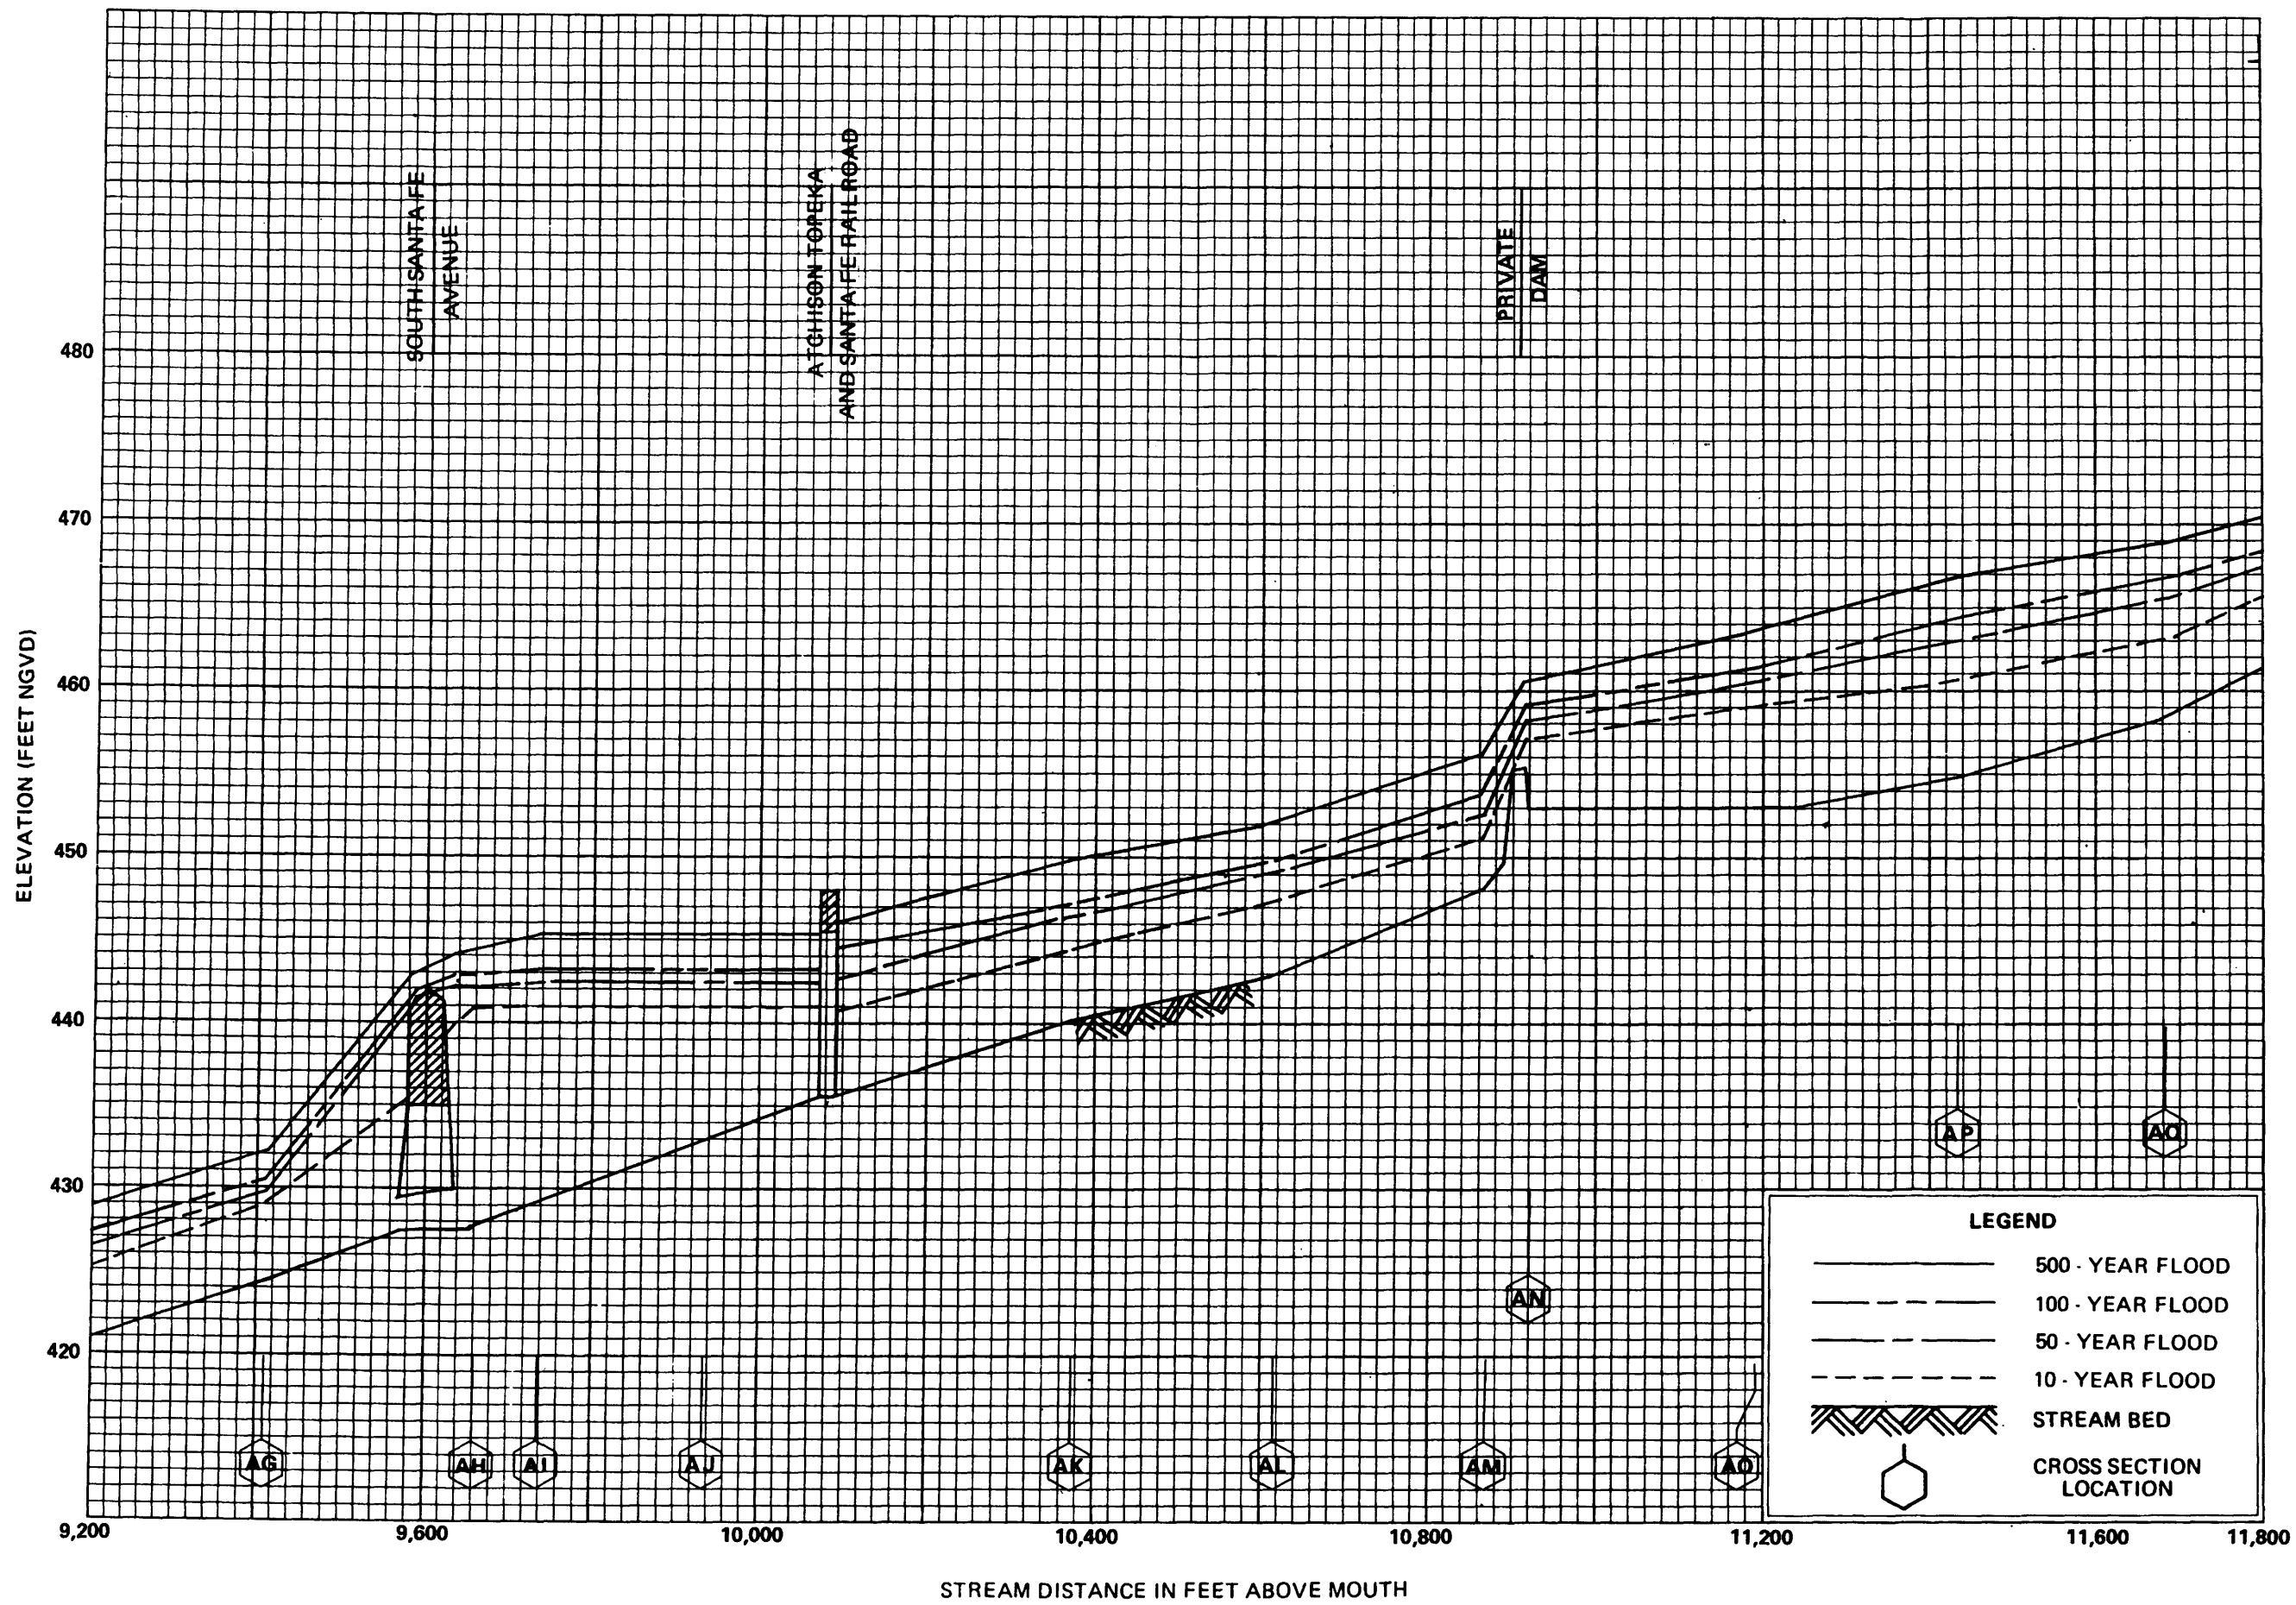 SOUTH SANTA FE
AVENUE
ATCHISON TOPEKA
AND SANTA FE RAILROAD
PRIVATE
DAM
480
470
460
450
440
430
420
ELEVATION (FEET NGVD)
AP
AQ
AN
AG
AH
AI
AJ
AK
AL
AM
AO
LEGEND
500 - YEAR FLOOD
100 - YEAR FLOOD
50 - YEAR FLOOD
10 - YEAR FLOOD
STREAM BED
CROSS SECTION
LOCATION
9,200
9,600
10,000
10,400
10,800
11,200
11,600
11,800
STREAM DISTANCE IN FEET ABOVE MOUTH